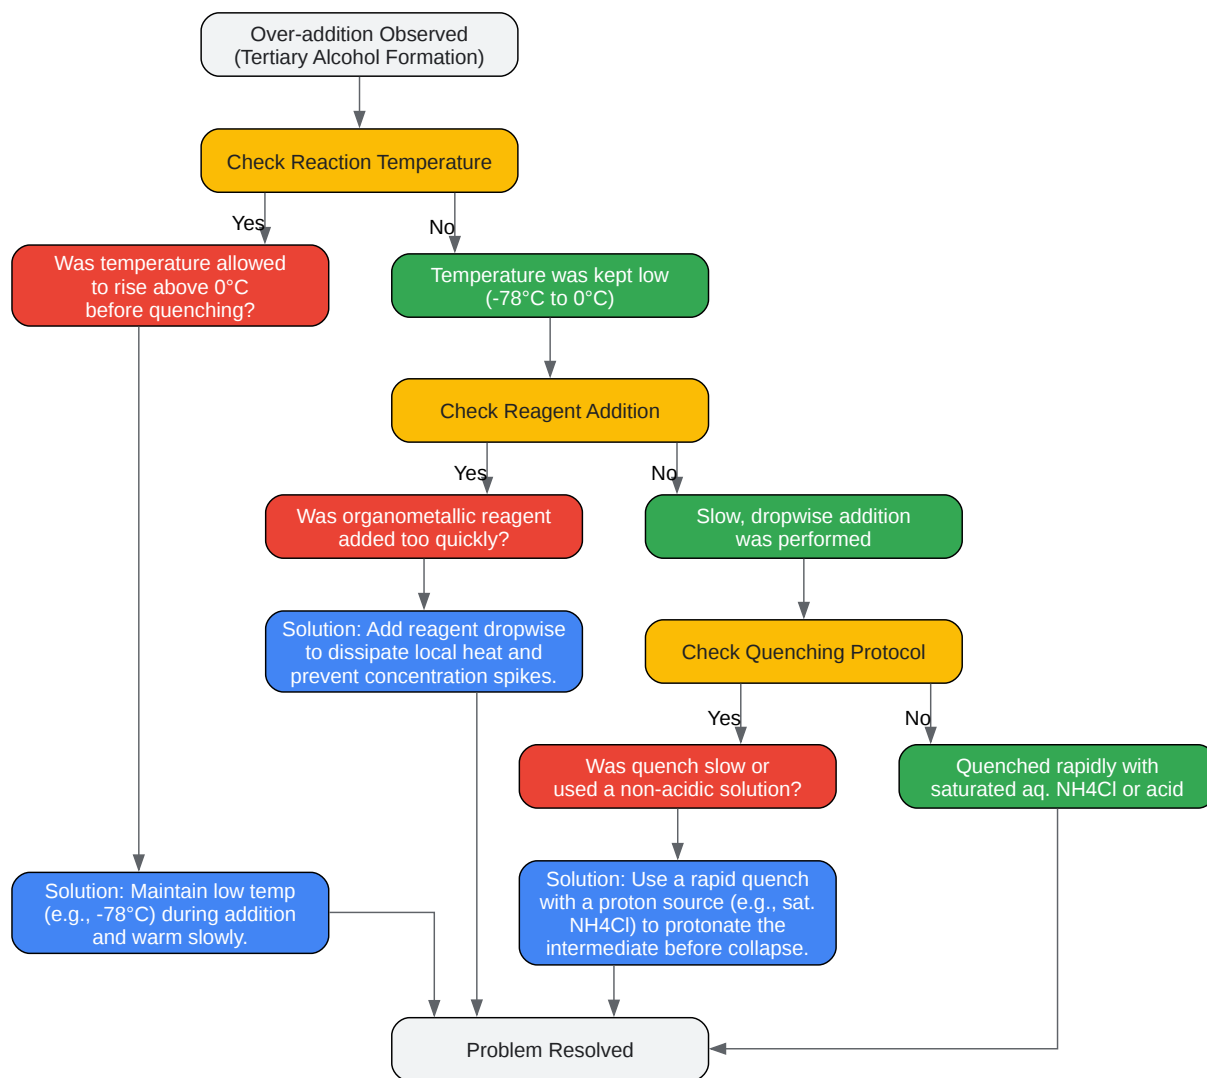 Over-addition Observed
(Tertiary Alcohol Formation)
Check Reaction Temperature
Yes
No
Was temperature allowed
to rise above 0°C
before quenching?
Temperature was kept low
(-78°C to 0°C)
Check Reagent Addition
Yes
No
Was organometallic reagent
added too quickly?
Slow, dropwise addition
was performed
Solution: Add reagent dropwise
to dissipate local heat and
prevent concentration spikes.
Check Quenching Protocol
Yes
No
Was quench slow or
used a non-acidic solution?
Quenched rapidly with
saturated aq. NH4Cl or acid
Solution: Maintain low temp
(e.g., -78°C) during addition
and warm slowly.
Solution: Use a rapid quench
with a proton source (e.g., sat.
NH4Cl) to protonate the
intermediate before collapse.
Problem Resolved